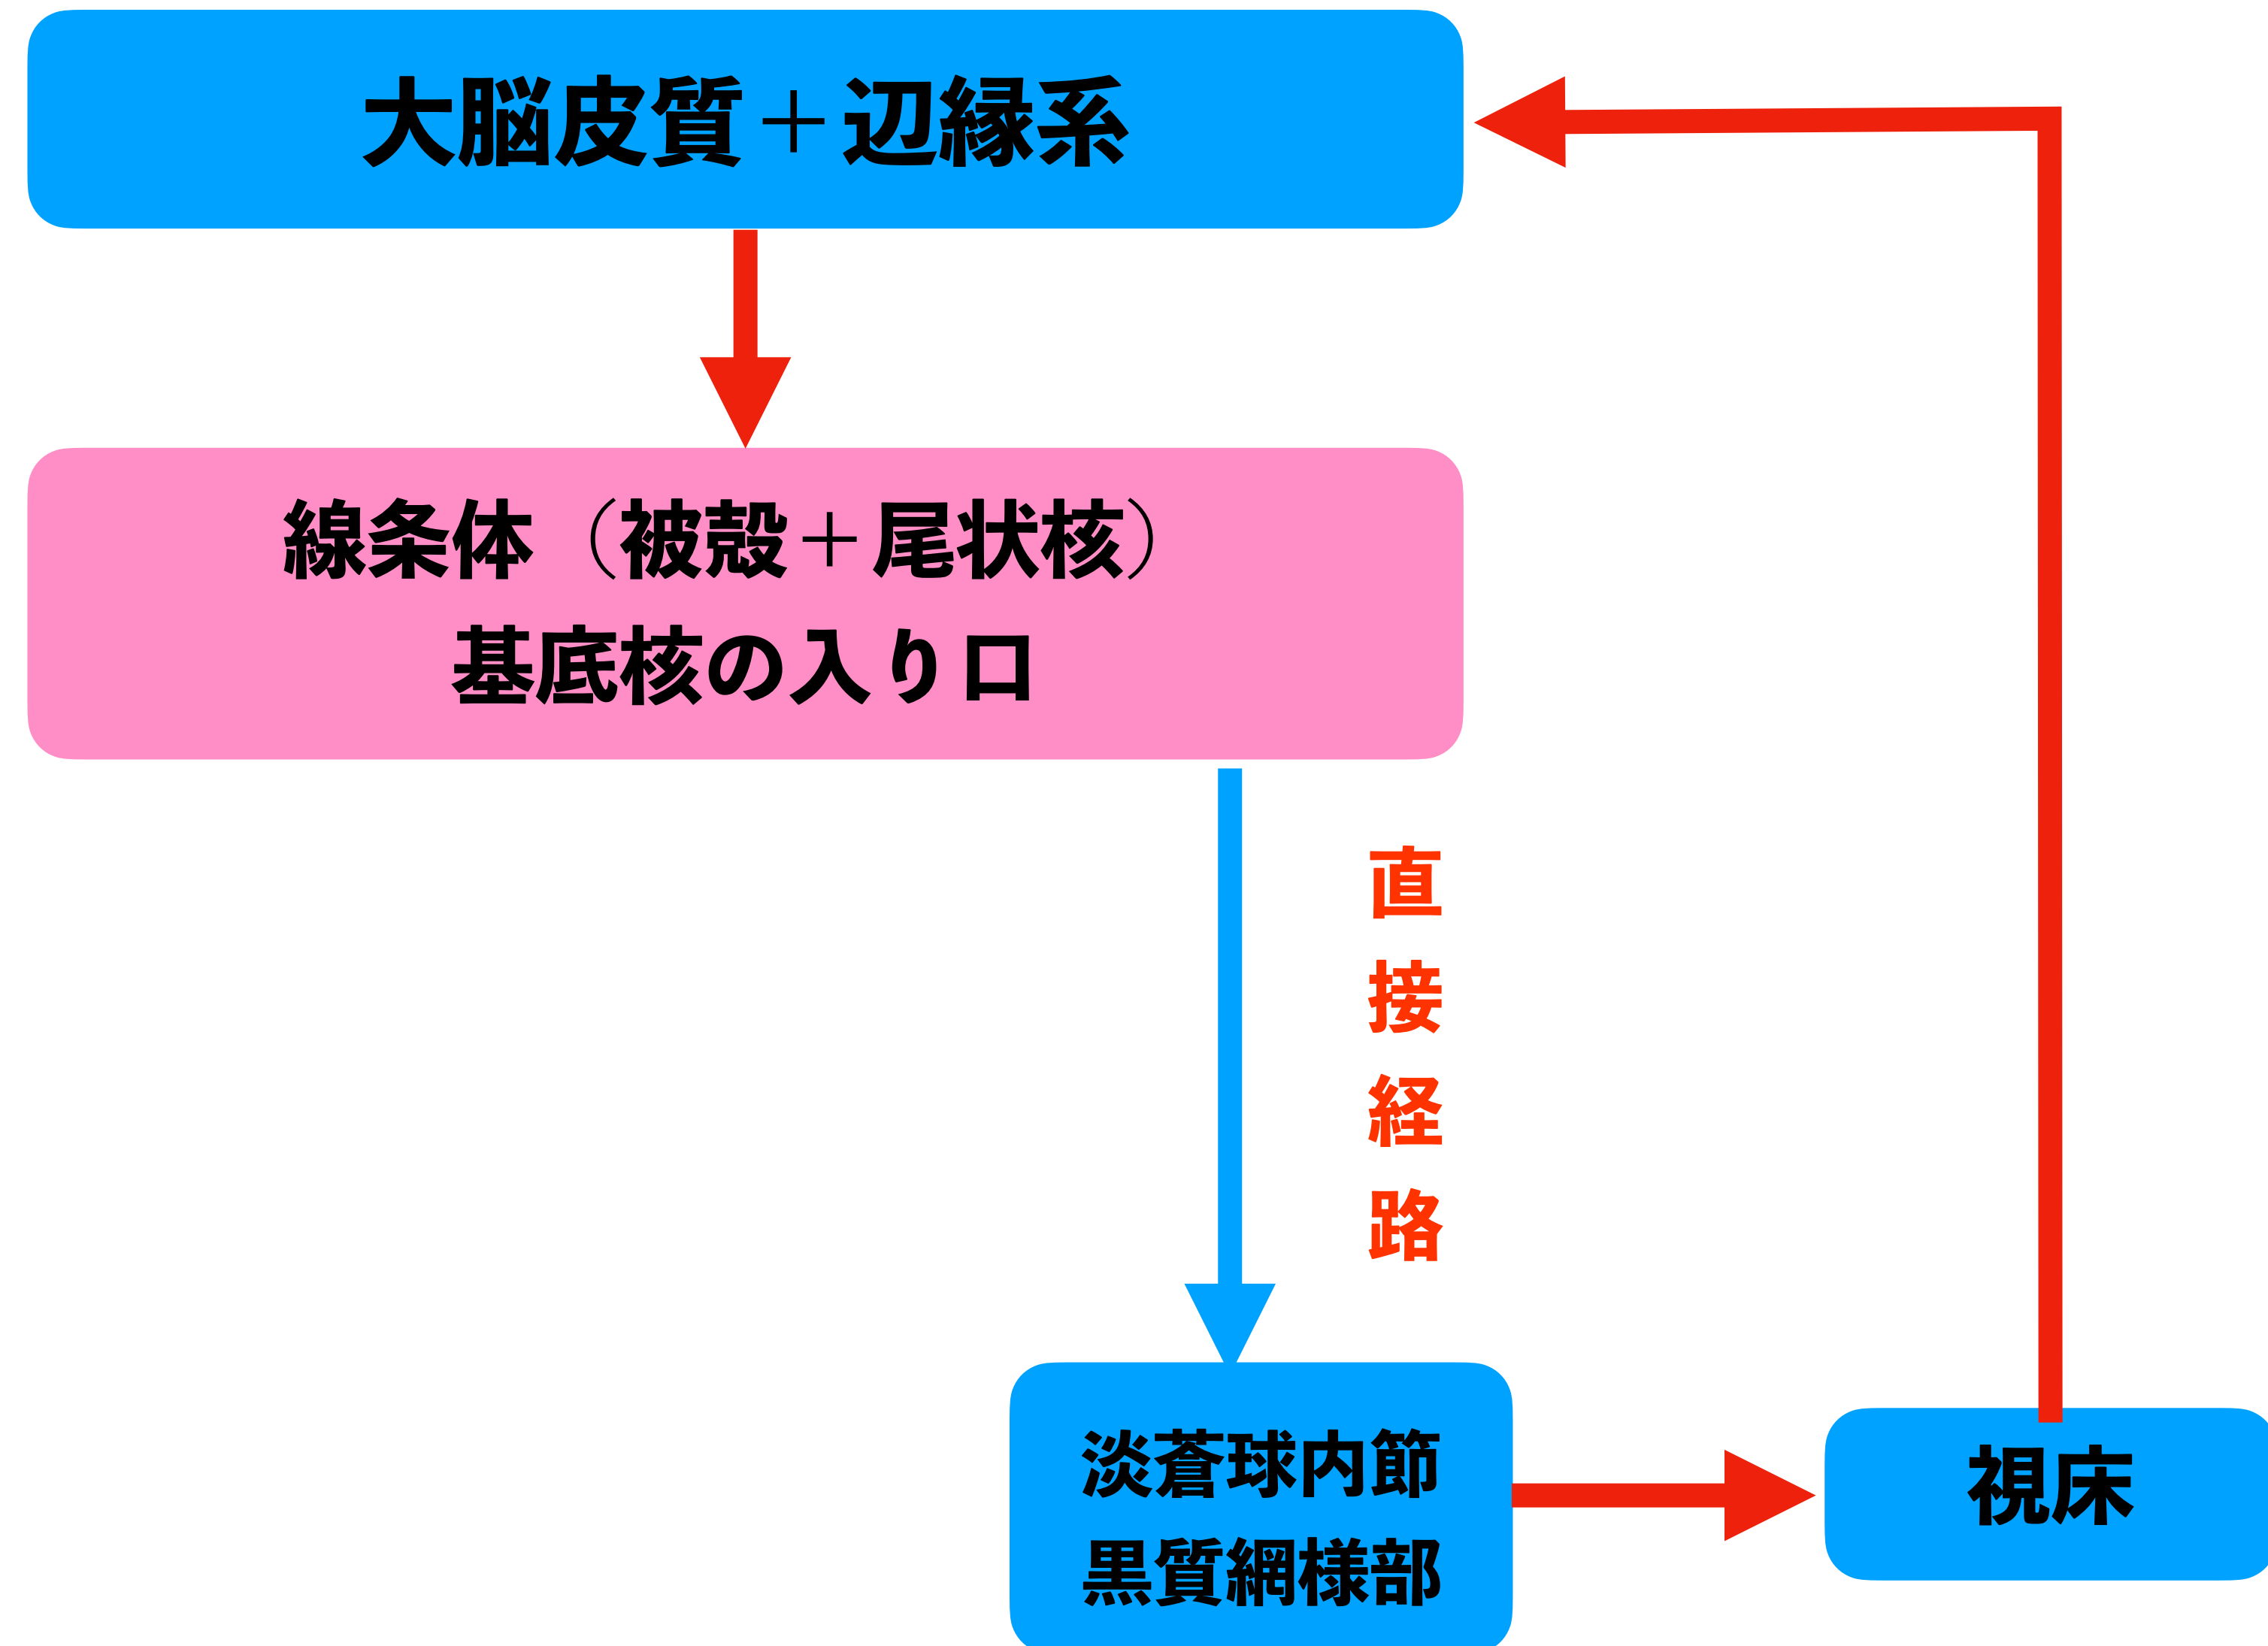 大脳皮質＋辺縁系
線条体（被殻＋尾状核）
基底核の入り口
直接経路
淡蒼球内節
黒質網様部
視床